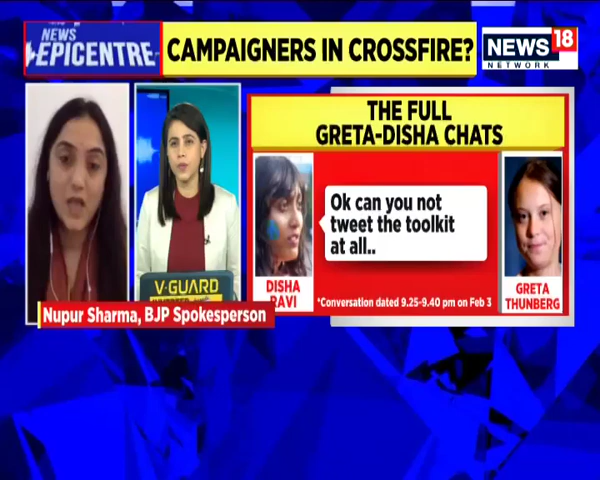 NEWS
EPICENTRE
CAMPAIGNERS IN CROSSFIRE?
NEWS18
NETWORK
THE FULL
GRETA-DISHA CHATS
Ok can you not
tweet the toolkit
at all..
V-GUARD
DISHA
RAVI
GRETA
THUNBERG
*Conversation dated 9.25-9.40 pm on Feb 3
Nupur Sharma, BJP Spokesperson